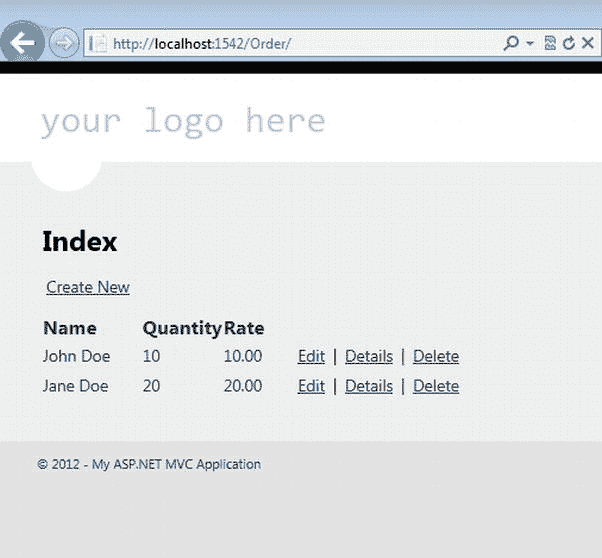 http://localhost:1542/Order/
your logo here
Index
Create New
Name Quantity Rate
John Doe 10 10.00 Edit | Details | Delete
Jane Doe 20 20.00 Edit | Details | Delete
© 2012 - My ASP.NET MVC Application